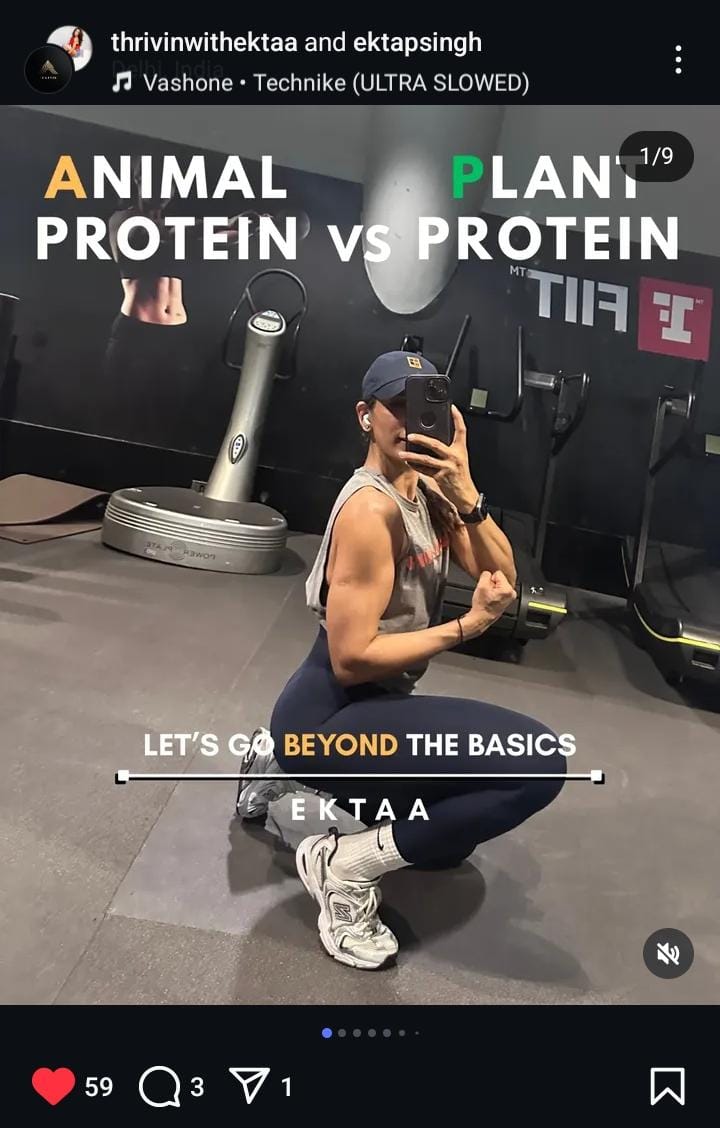 thrivinwithektaa and ektapsingh
Delhi, India
Vashone • Technike (ULTRA SLOWED)
1/9
ANIMAL PROTEIN vs PLANT PROTEIN
FIIT
MT
POWER PLATE
LET'S GO BEYOND THE BASICS
EKTAA
59
3
1